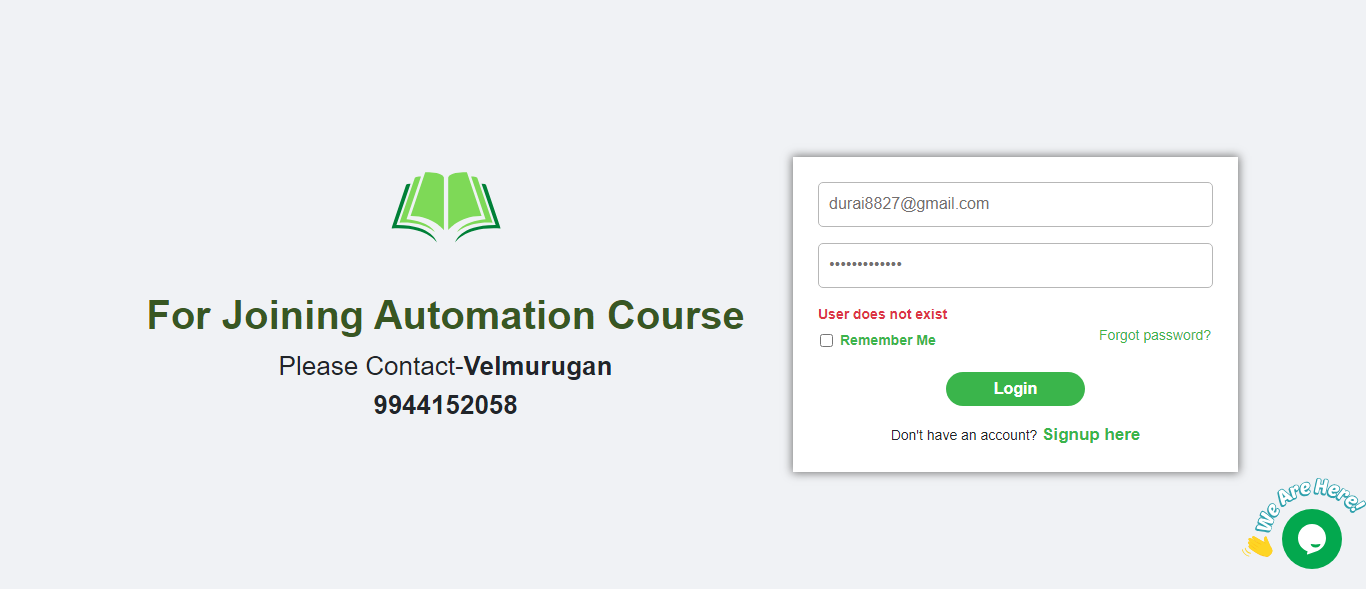 For Joining Automation Course
Please Contact-Velmurugan
9944152058
durai8827@gmail.com
•••••••••••••
User does not exist
Remember Me
Forgot password?
Login
Don't have an account? Signup here
We Are Here!